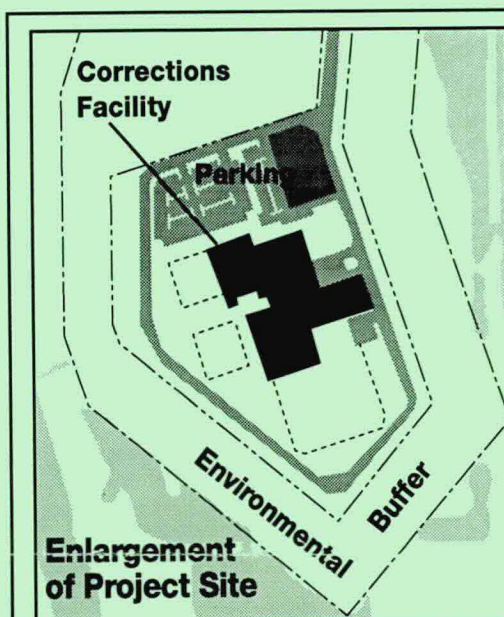 Corrections
Facility
Parking
Environmental
Buffer
Enlargement
of Project Site